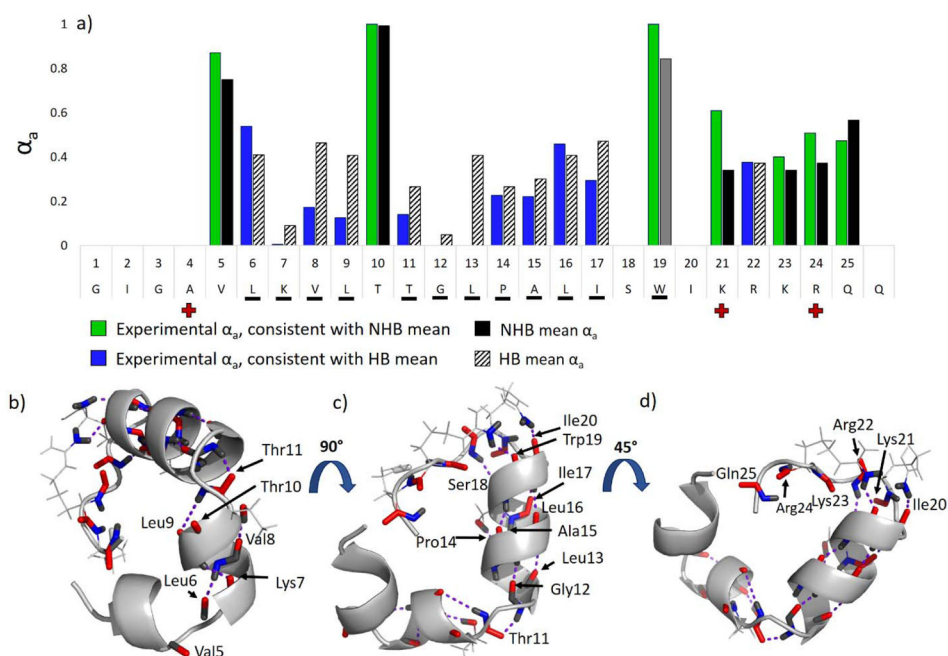 a)
1
0.8
0.6
0.4
0.2
0
αa
1 2 3 4 5 6 7 8 9 10 11 12 13 14 15 16 17 18 19 20 21 22 23 24 25
G I G A V L K V L T T G L P A L I S W I K R K R Q Q
Experimental αa, consistent with NHB mean
NHB mean αa
Experimental αa, consistent with HB mean
HB mean αa
b)
Thr11
Thr10
Leu9
Val8
Leu6
Lys7
Val5
90°
c)
Ile20
Trp19
Ser18
Ile17
Leu16
Pro14
Ala15
Leu13
Gly12
Thr11
45°
d)
Arg22
Lys21
Gln25
Ile20
Arg24
Lys23